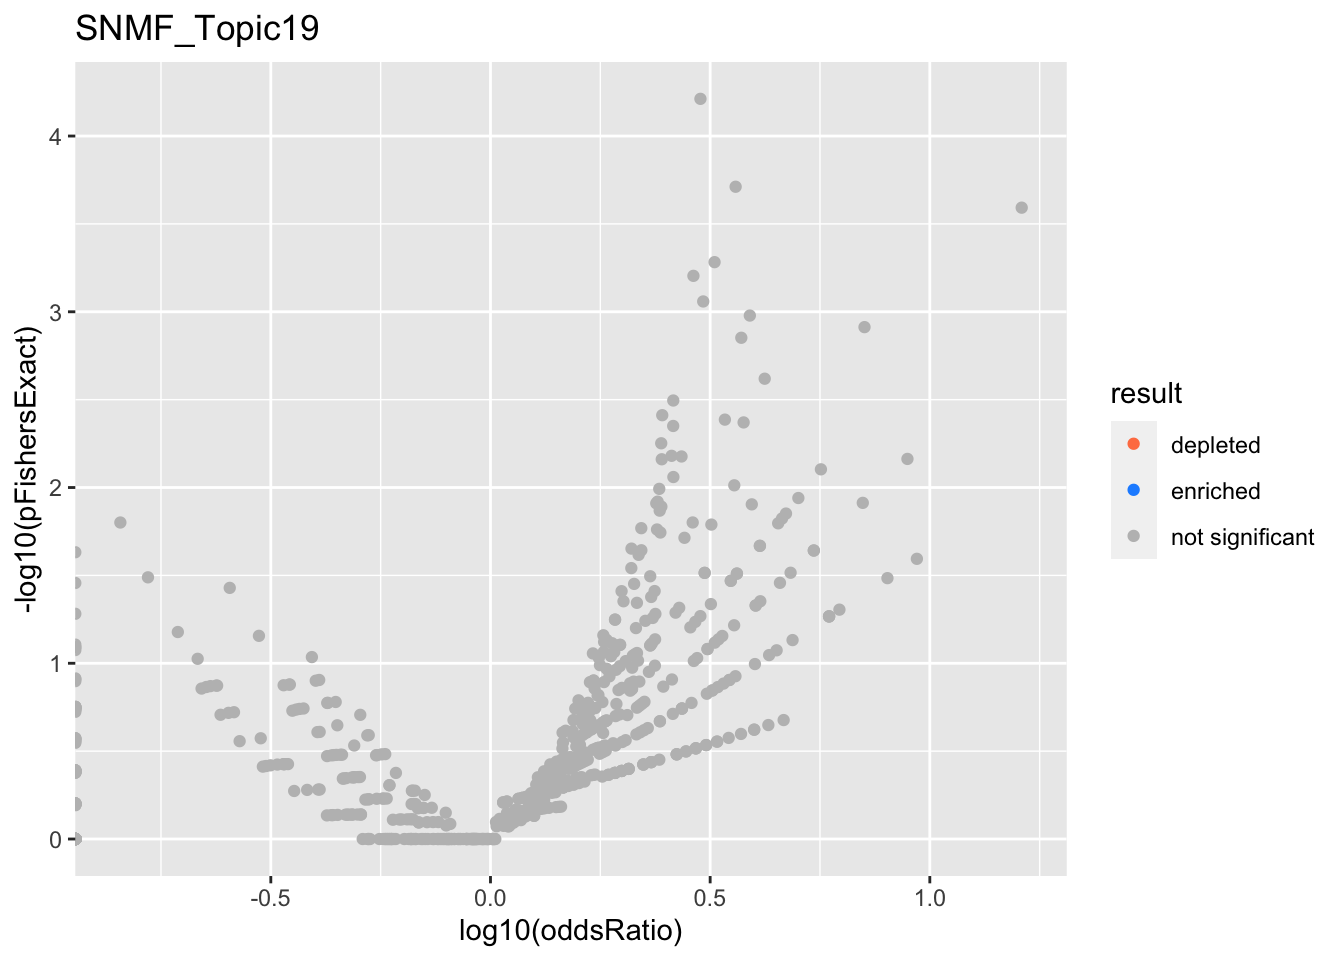 SNMF_Topic19
-log10(pFishersExact)
4
3
2
1
0
-0.5
0.0
0.5
1.0
log10(oddsRatio)
result
depleted
enriched
not significant